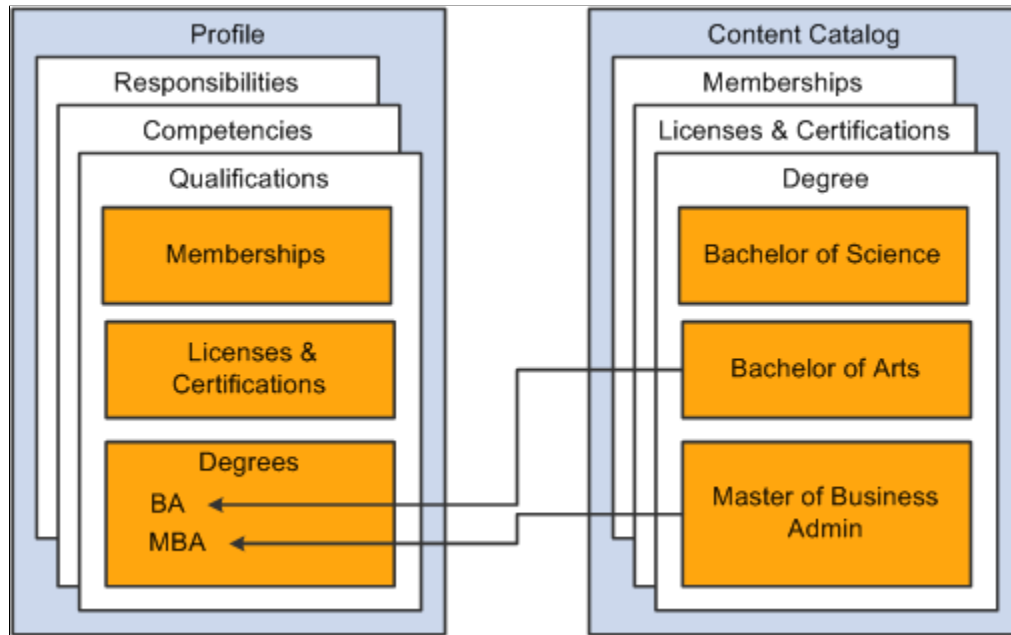 Profile
Responsibilities
Competencies
Qualifications
Memberships
Licenses &
Certifications
Degrees
BA
MBA
Content Catalog
Memberships
Licenses & Certifications
Degree
Bachelor of Science
Bachelor of Arts
Master of Business
Admin